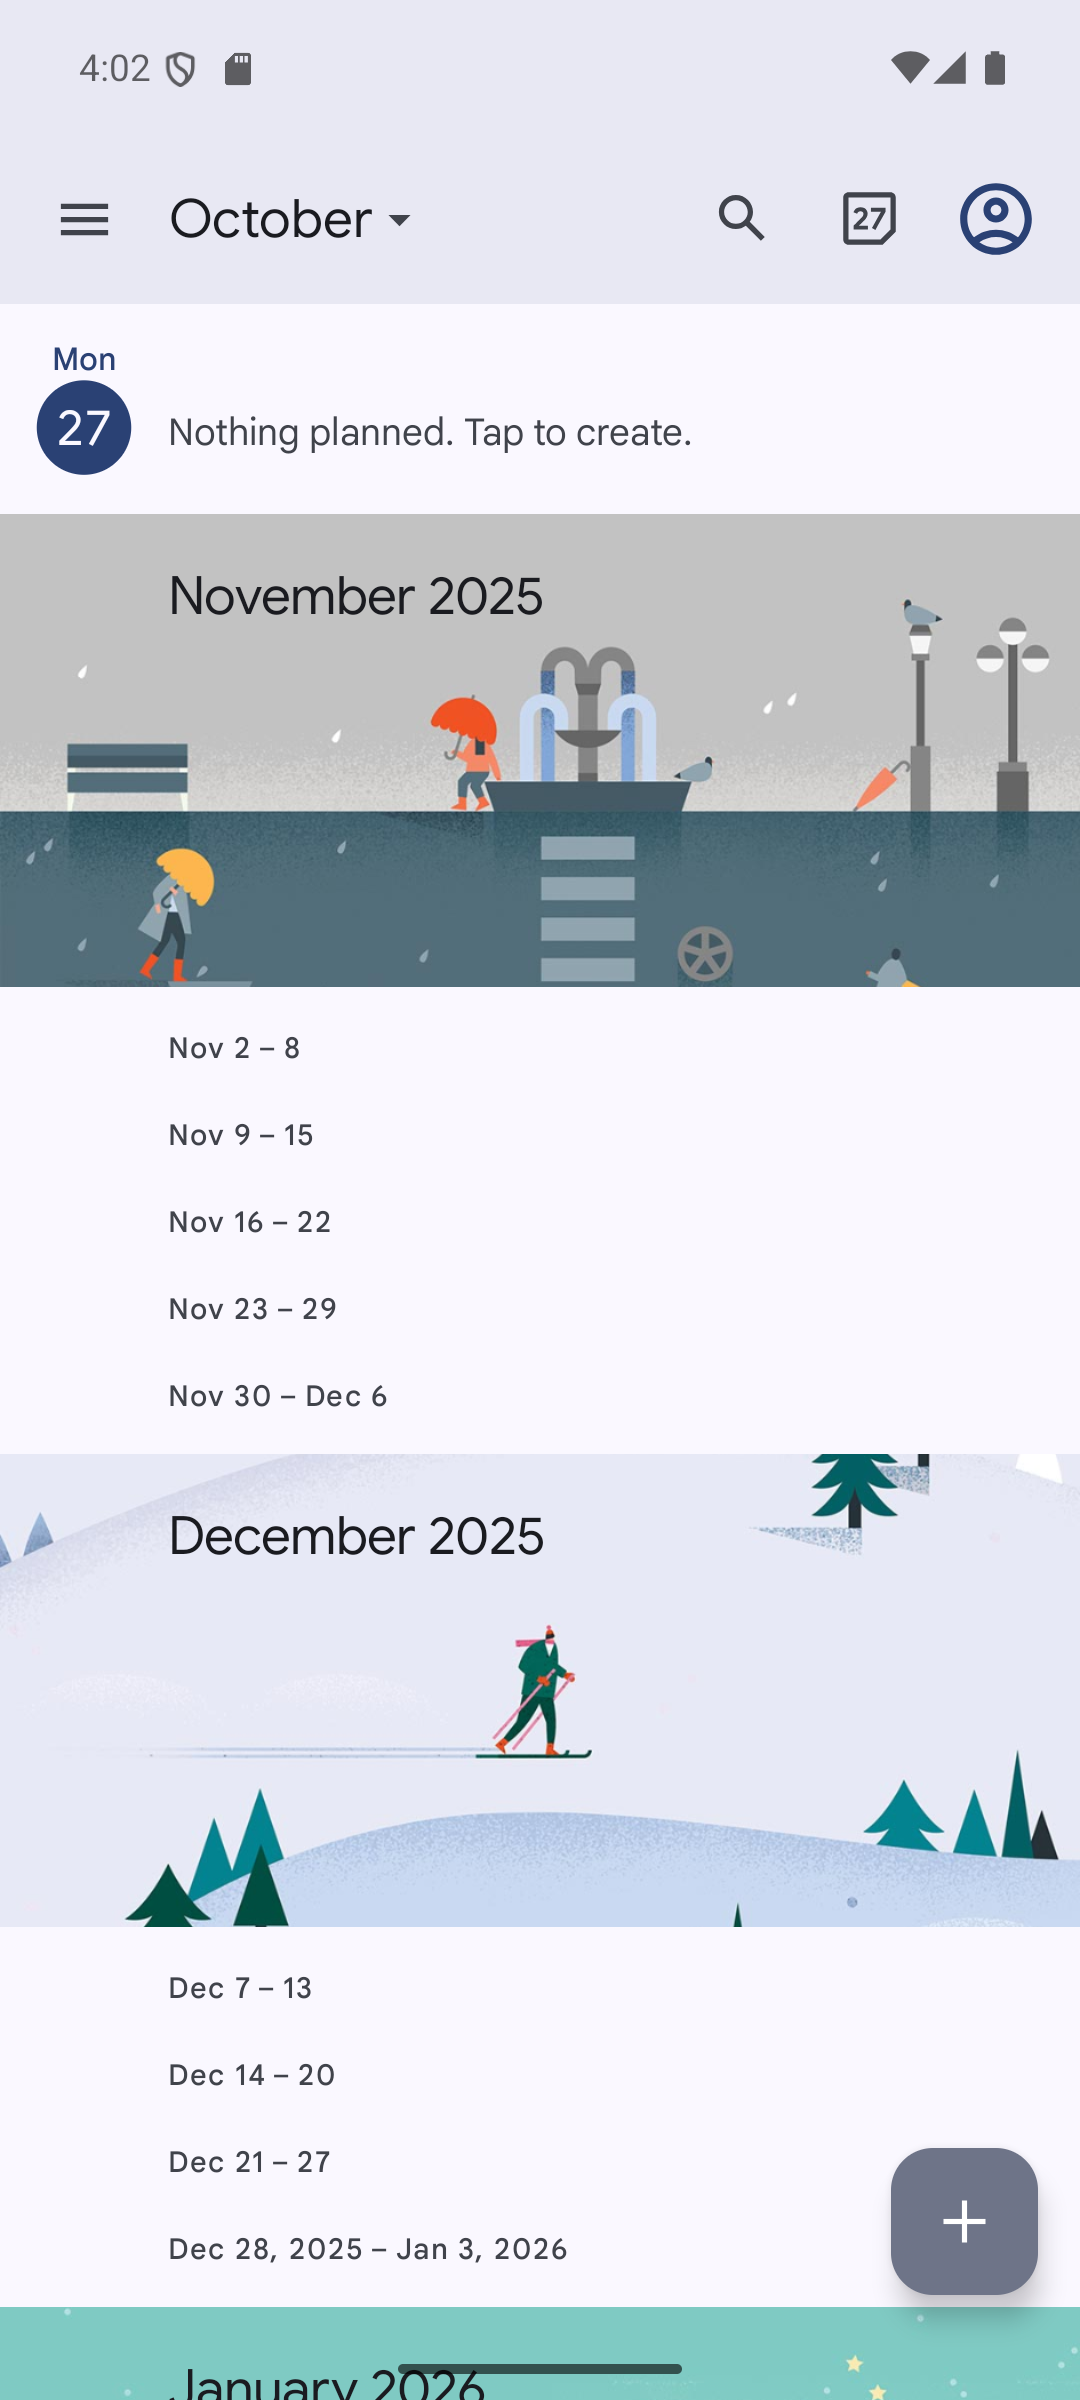 4:02
October
27
Mon
27
Nothing planned. Tap to create.
November 2025
Nov 2 – 8
Nov 9 – 15
Nov 16 – 22
Nov 23 – 29
Nov 30 – Dec 6
December 2025
Dec 7 – 13
Dec 14 – 20
Dec 21 – 27
Dec 28, 2025 – Jan 3, 2026
January 2026